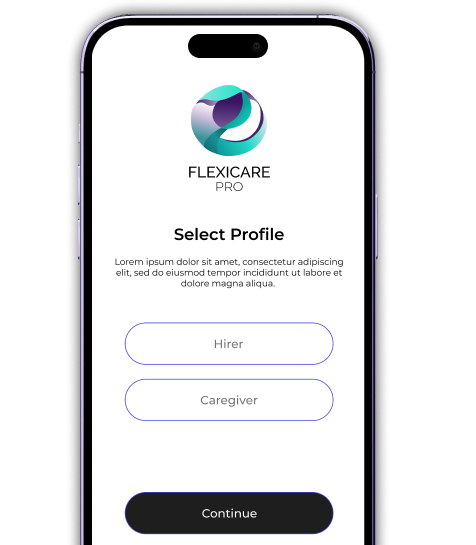 FLEXICARE
PRO
Select Profile
Lorem ipsum dolor sit amet, consectetur adipiscing
elit, sed do eiusmod tempor incididunt ut labore et
dolore magna aliqua.
Hirer
Caregiver
Continue